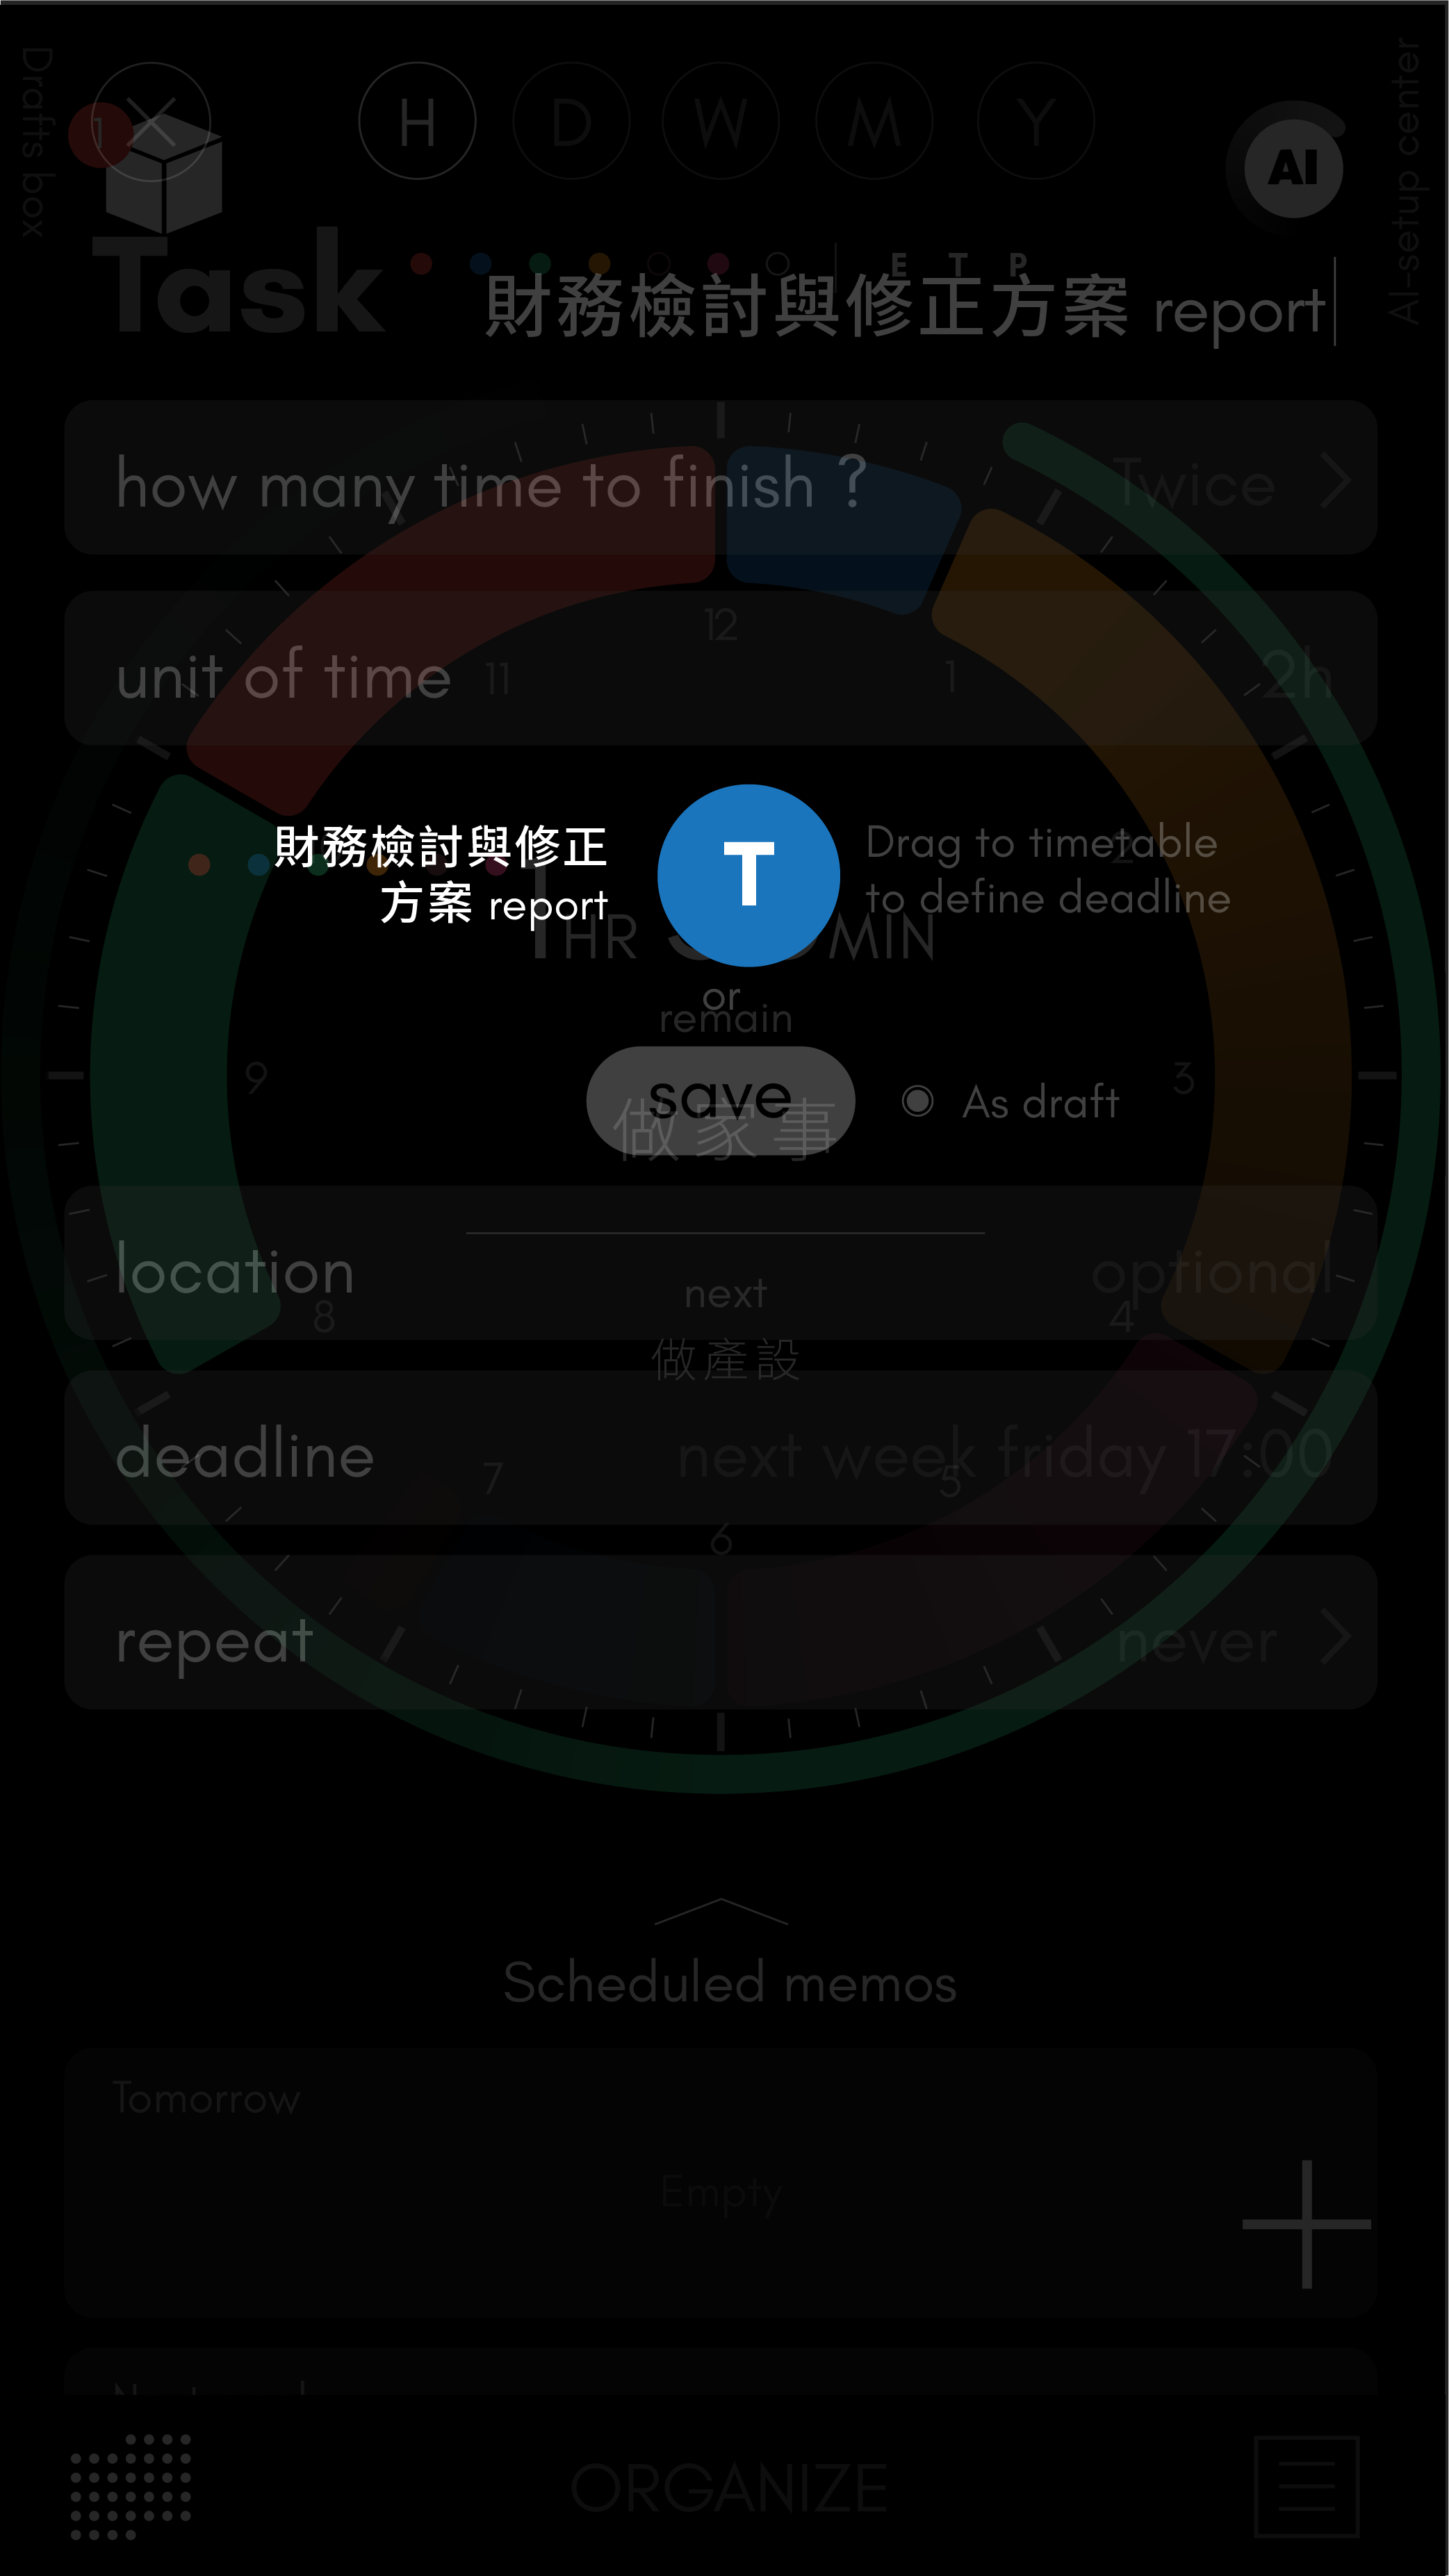 Drafts box
1
H D W M Y
AI
AI-setup center
Task
E T P
財務檢討與修正方案 report
how many time to finish ?
Twice
12
unit of time
11
1
2h
財務檢討與修正
方案 report
T
Drag to timetable
to define deadline
2
1HR
MIN
or
remain
9
3
save
As draft
做家事
location
optional
next
8
4
做產設
deadline
next week friday 17:00
7
5
6
repeat
never
Scheduled memos
Tomorrow
Empty
ORGANIZE